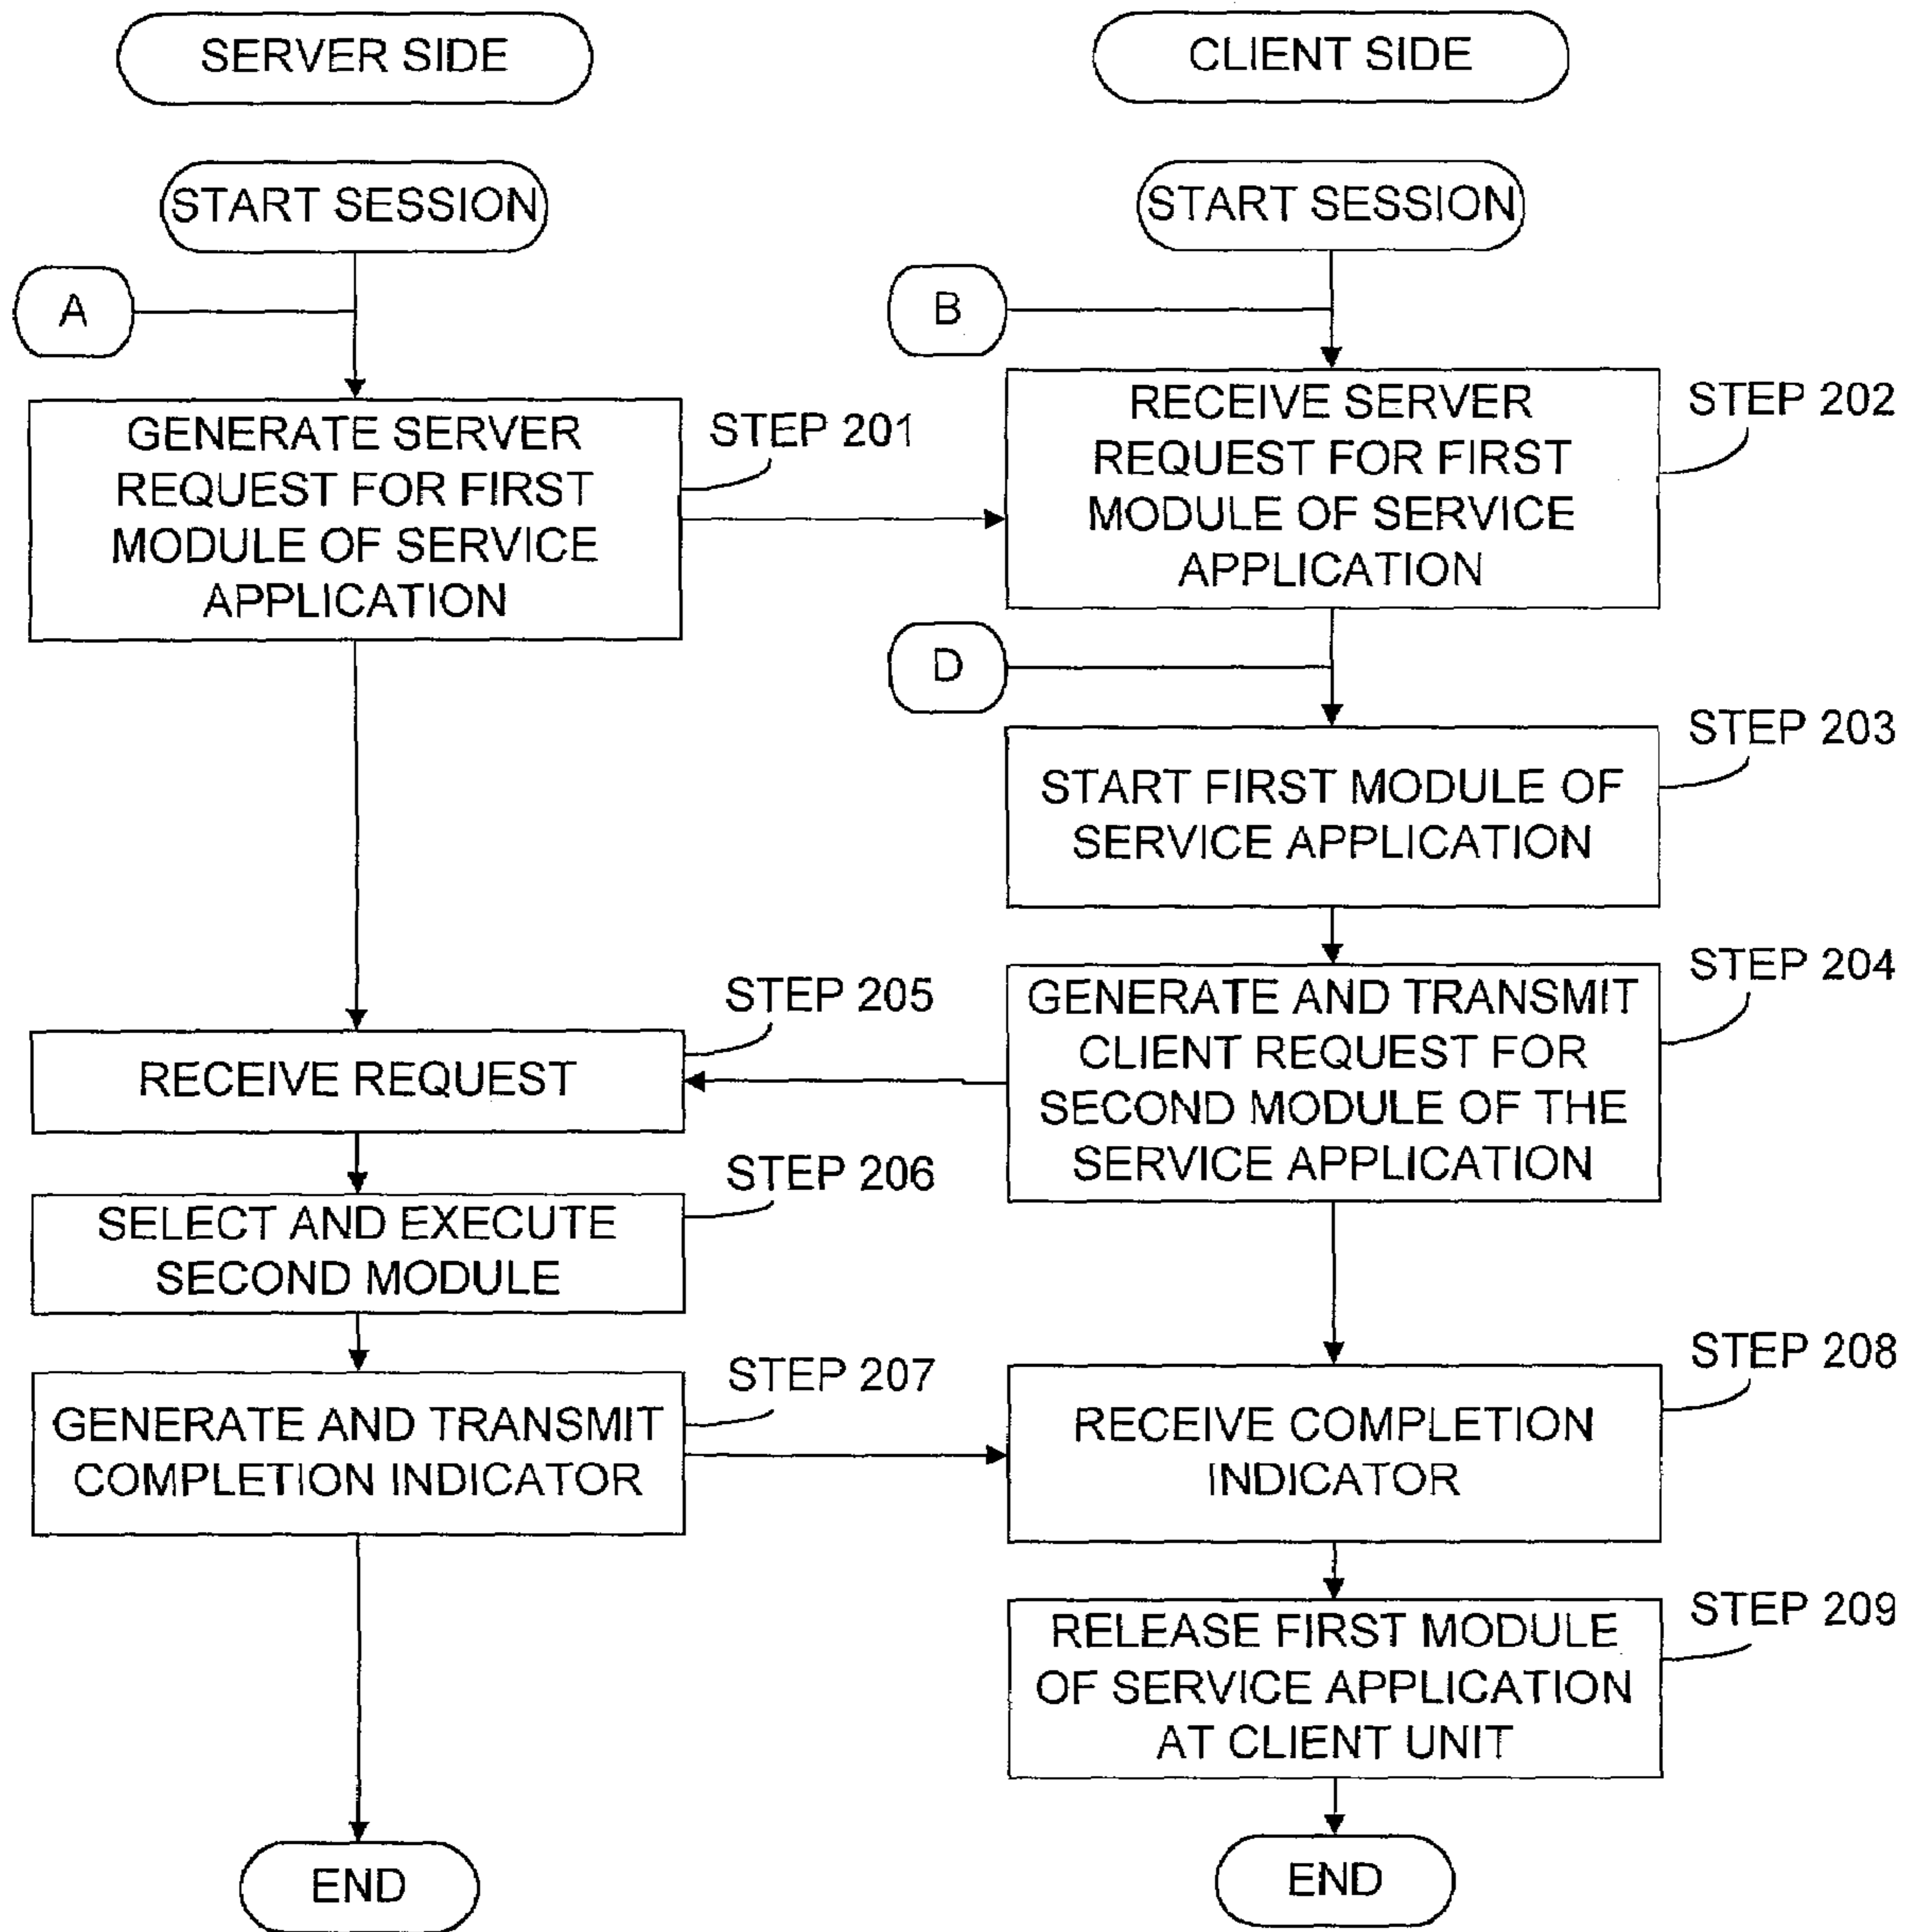 SERVER SIDE
CLIENT SIDE
START SESSION
START SESSION
A
B
GENERATE SERVER
REQUEST FOR FIRST
MODULE OF SERVICE
APPLICATION
STEP 201
RECEIVE SERVER
REQUEST FOR FIRST
MODULE OF SERVICE
APPLICATION
STEP 202
D
START FIRST MODULE OF
SERVICE APPLICATION
STEP 203
GENERATE AND TRANSMIT
CLIENT REQUEST FOR
SECOND MODULE OF THE
SERVICE APPLICATION
STEP 204
RECEIVE REQUEST
STEP 205
SELECT AND EXECUTE
SECOND MODULE
STEP 206
GENERATE AND TRANSMIT
COMPLETION INDICATOR
STEP 207
RECEIVE COMPLETION
INDICATOR
STEP 208
RELEASE FIRST MODULE
OF SERVICE APPLICATION
AT CLIENT UNIT
STEP 209
END
END